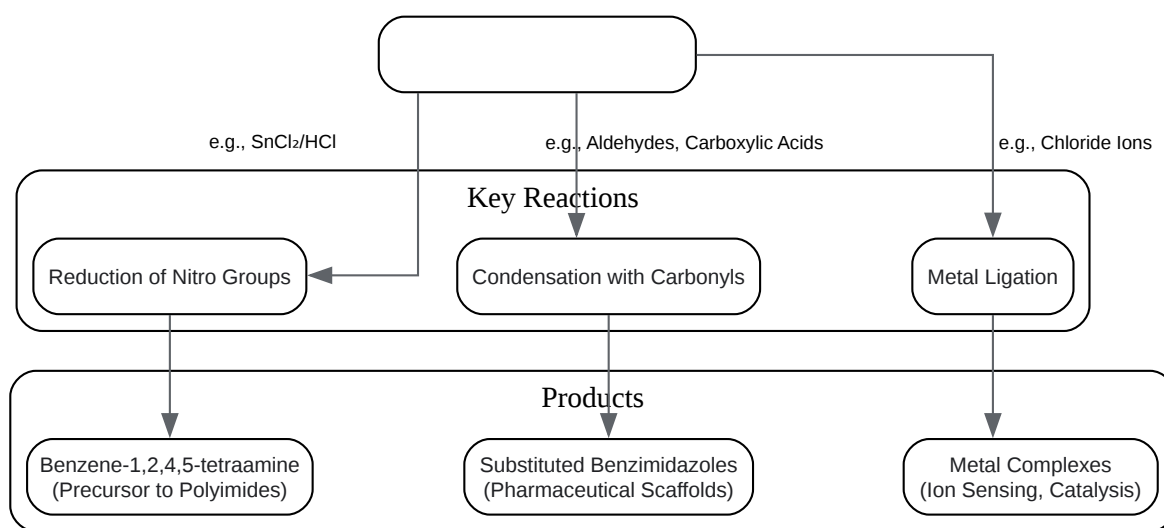 e.g., SnCl₂/HCl
e.g., Aldehydes, Carboxylic Acids
e.g., Chloride Ions
Key Reactions
Reduction of Nitro Groups
Condensation with Carbonyls
Metal Ligation
Products
Benzene-1,2,4,5-tetraamine
(Precursor to Polyimides)
Substituted Benzimidazoles
(Pharmaceutical Scaffolds)
Metal Complexes
(Ion Sensing, Catalysis)